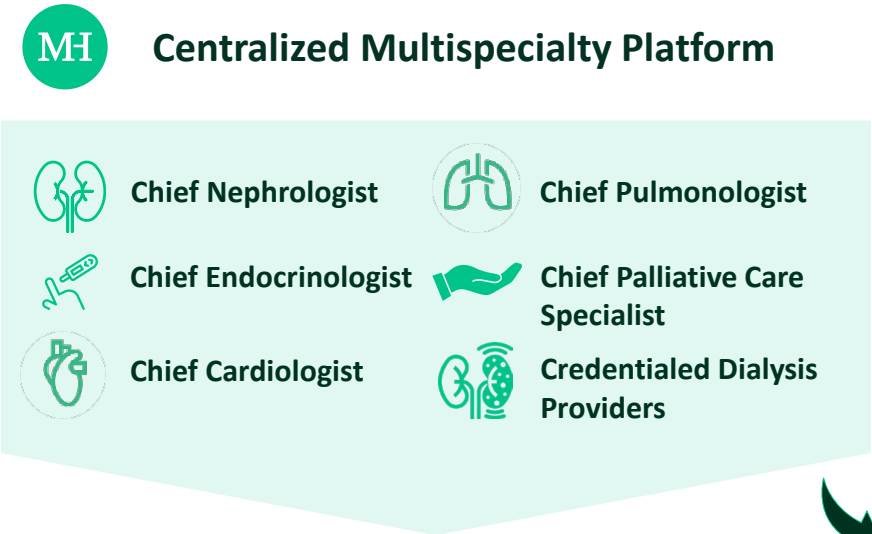 MH
Centralized Multispecialty Platform
Chief Nephrologist
Chief Pulmonologist
Chief Endocrinologist
Chief Palliative Care
Specialist
Chief Cardiologist
Credentialed Dialysis
Providers